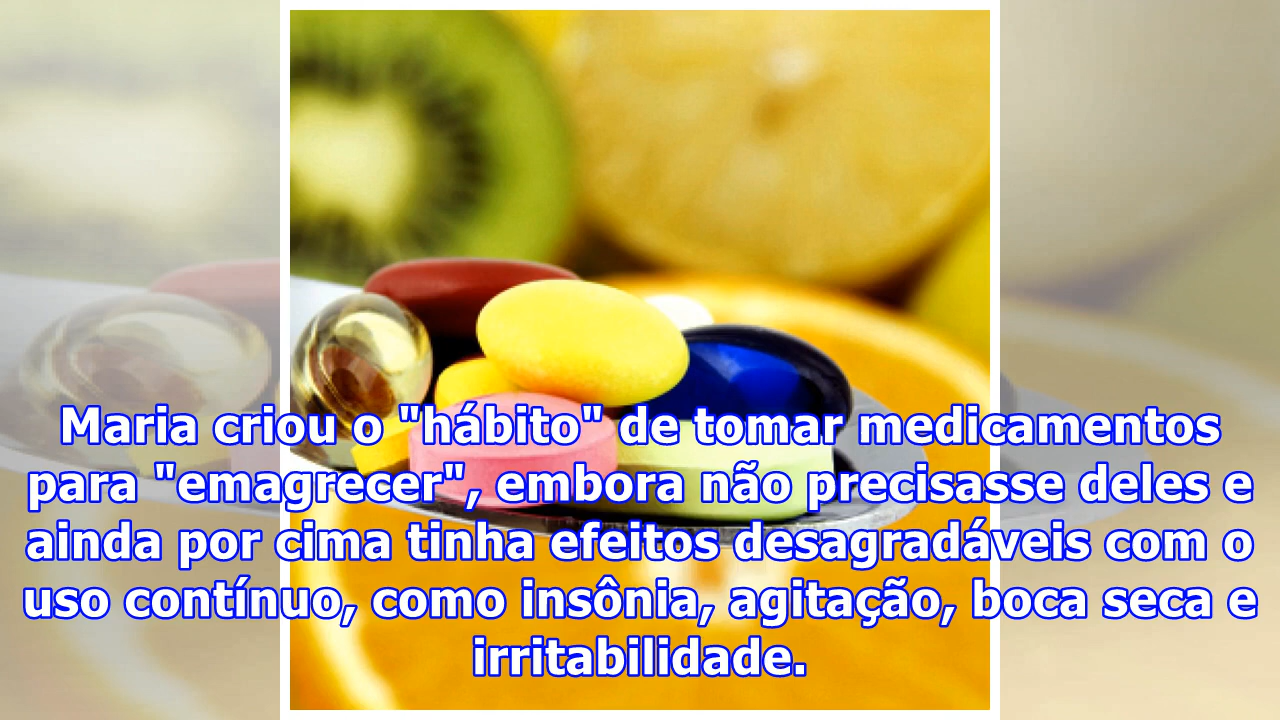 Maria criou o "hábito" de tomar medicamentos
para "emagrecer", embora não precisasse deles e
ainda por cima tinha efeitos desagradáveis com o
uso contínuo, como insônia, agitação, boca seca e
irritabilidade.